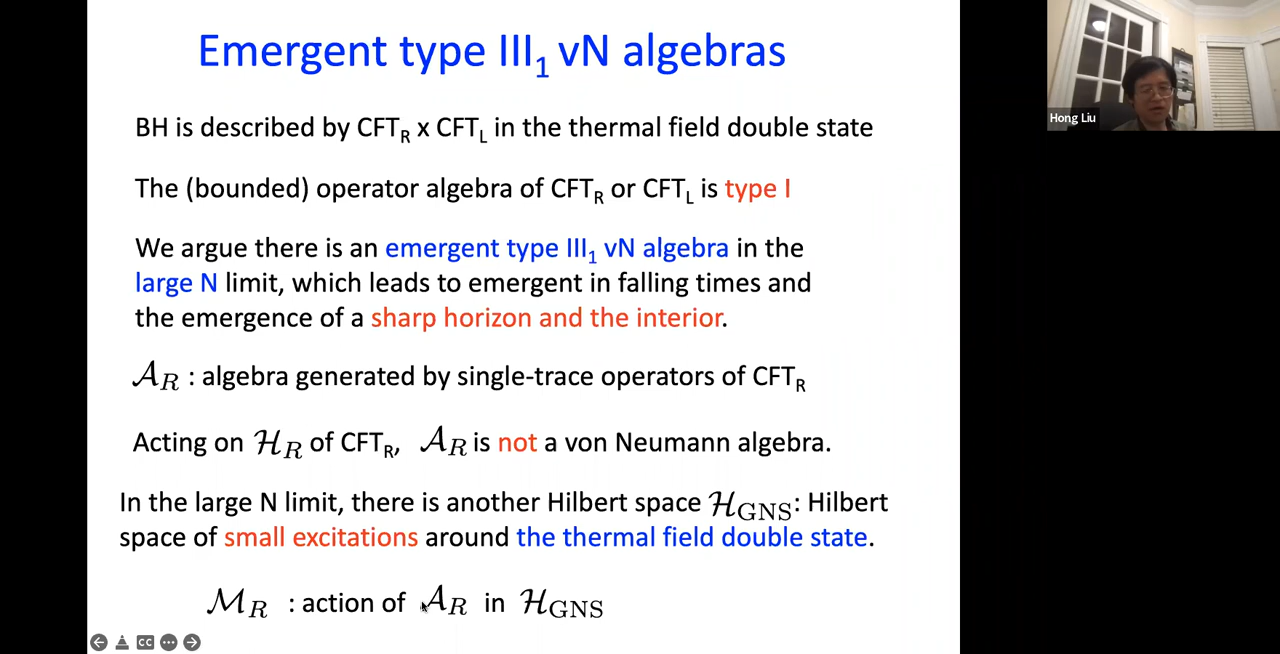 Emergent type III₁ vN algebras
Hong Liu
BH is described by CFT_R x CFT_L in the thermal field double state
The (bounded) operator algebra of CFT_R or CFT_L is type I
We argue there is an emergent type III₁ vN algebra in the
large N limit, which leads to emergent in falling times and
the emergence of a sharp horizon and the interior.
𝒜_R : algebra generated by single-trace operators of CFT_R
Acting on ℋ_R of CFT_R, 𝒜_R is not a von Neumann algebra.
In the large N limit, there is another Hilbert space ℋ_GNS: Hilbert
space of small excitations around the thermal field double state.
ℳ_R : action of 𝒜_R in ℋ_GNS
CC